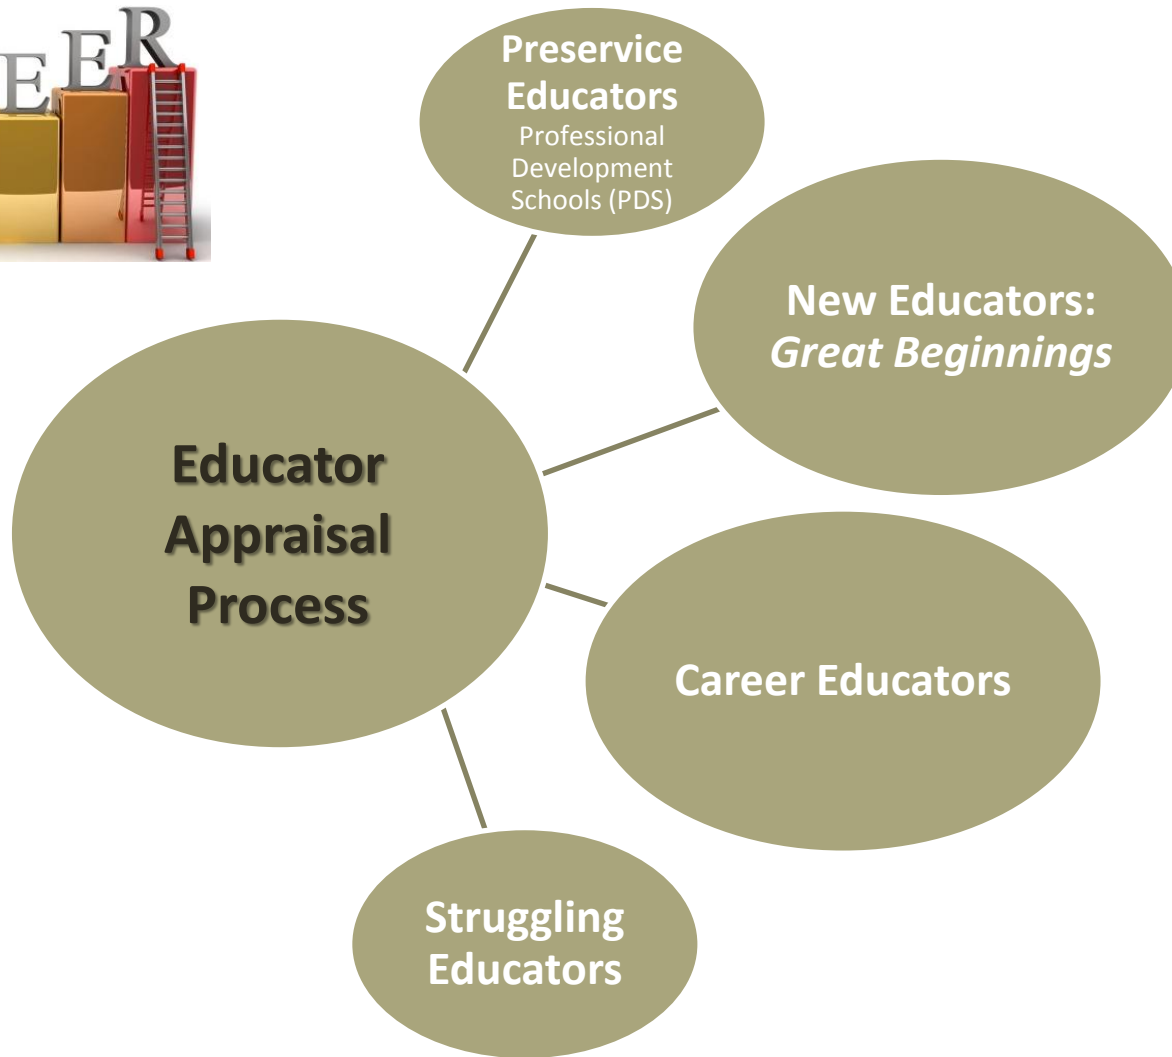 EER
Preservice
Educators
Professional
Development
Schools (PDS)
New Educators:
Great Beginnings
Educator
Appraisal
Process
Career Educators
Struggling
Educators